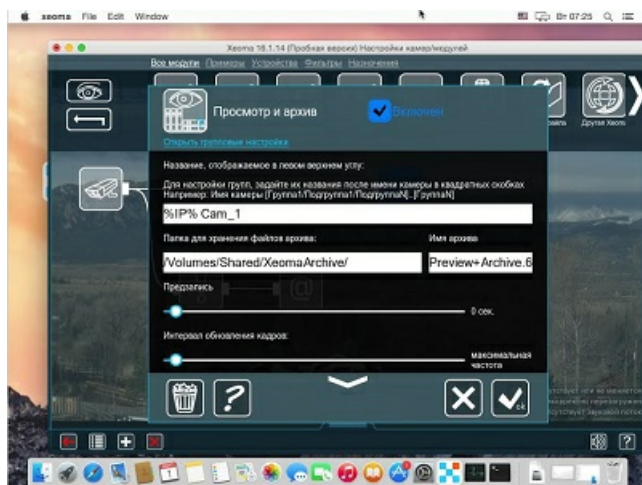 xeoma File Edit Window
Вт 07:25
Xeoma 16.1.14 (Пробная версия) Настройки камер/модулей
Все модули Примеры Устройства Фильтры Назначения
Просмотр и архив
Включен
Другая Xeoma
Открыть групповые настройки
Название, отображаемое в левом верхнем углу:
Для настройки групп, задайте их названия после имени камеры в квадратных скобках
Например: Имя камеры [Группа1/Подгруппа1/ПодгруппаN]..[ГруппаN]
%IP% Cam_1
Папка для хранения файлов архива: Имя архива
/Volumes/Shared/XeomaArchive/ Preview+Archive.6
Предзапись
0 сек.
Интервал обновления кадров:
максимальная
частота
?
ok
?